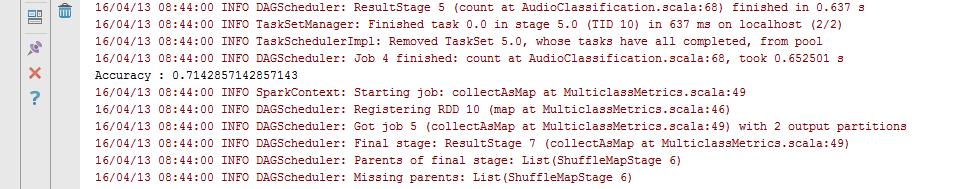 16/04/13 08:44:00 INFO DAGScheduler: ResultStage 5 (count at AudioClassification.scala:68) finished in 0.637 s
16/04/13 08:44:00 INFO TaskSetManager: Finished task 0.0 in stage 5.0 (TID 10) in 637 ms on localhost (2/2)
16/04/13 08:44:00 INFO TaskSchedulerImpl: Removed TaskSet 5.0, whose tasks have all completed, from pool
16/04/13 08:44:00 INFO DAGScheduler: Job 4 finished: count at AudioClassification.scala:68, took 0.652501 s
Accuracy : 0.7142857142857143
16/04/13 08:44:00 INFO SparkContext: Starting job: collectAsMap at MulticlassMetrics.scala:49
16/04/13 08:44:00 INFO DAGScheduler: Registering RDD 10 (map at MulticlassMetrics.scala:46)
16/04/13 08:44:00 INFO DAGScheduler: Got job 5 (collectAsMap at MulticlassMetrics.scala:49) with 2 output partitions
16/04/13 08:44:00 INFO DAGScheduler: Final stage: ResultStage 7 (collectAsMap at MulticlassMetrics.scala:49)
16/04/13 08:44:00 INFO DAGScheduler: Parents of final stage: List(ShuffleMapStage 6)
16/04/13 08:44:00 INFO DAGScheduler: Missing parents: List(ShuffleMapStage 6)